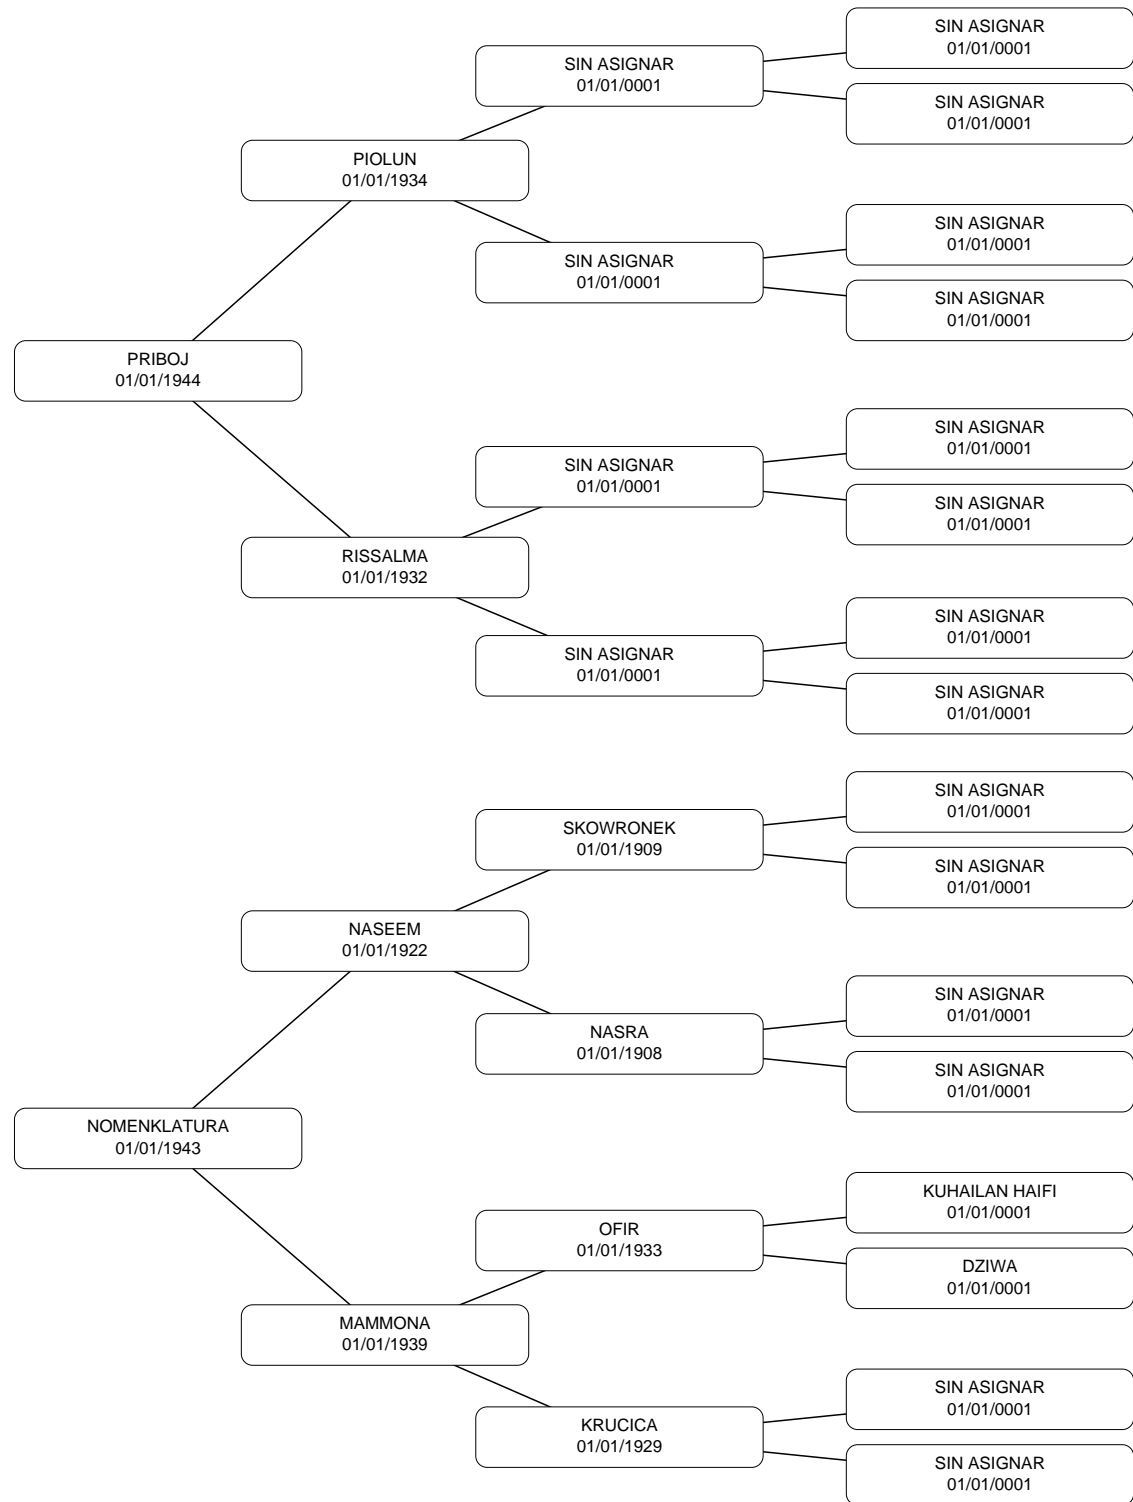 SIN ASIGNAR
01/01/0001
SIN ASIGNAR
01/01/0001
SIN ASIGNAR
01/01/0001
PIOLUN
01/01/1934
SIN ASIGNAR
01/01/0001
SIN ASIGNAR
01/01/0001
SIN ASIGNAR
01/01/0001
PRIBOJ
01/01/1944
SIN ASIGNAR
01/01/0001
SIN ASIGNAR
01/01/0001
SIN ASIGNAR
01/01/0001
RISSALMA
01/01/1932
SIN ASIGNAR
01/01/0001
SIN ASIGNAR
01/01/0001
SIN ASIGNAR
01/01/0001
SIN ASIGNAR
01/01/0001
SKOWRONEK
01/01/1909
SIN ASIGNAR
01/01/0001
NASEEM
01/01/1922
SIN ASIGNAR
01/01/0001
NASRA
01/01/1908
SIN ASIGNAR
01/01/0001
NOMENKLATURA
01/01/1943
KUHAILAN HAIFI
01/01/0001
OFIR
01/01/1933
DZIWA
01/01/0001
MAMMONA
01/01/1939
SIN ASIGNAR
01/01/0001
KRUCICA
01/01/1929
SIN ASIGNAR
01/01/0001